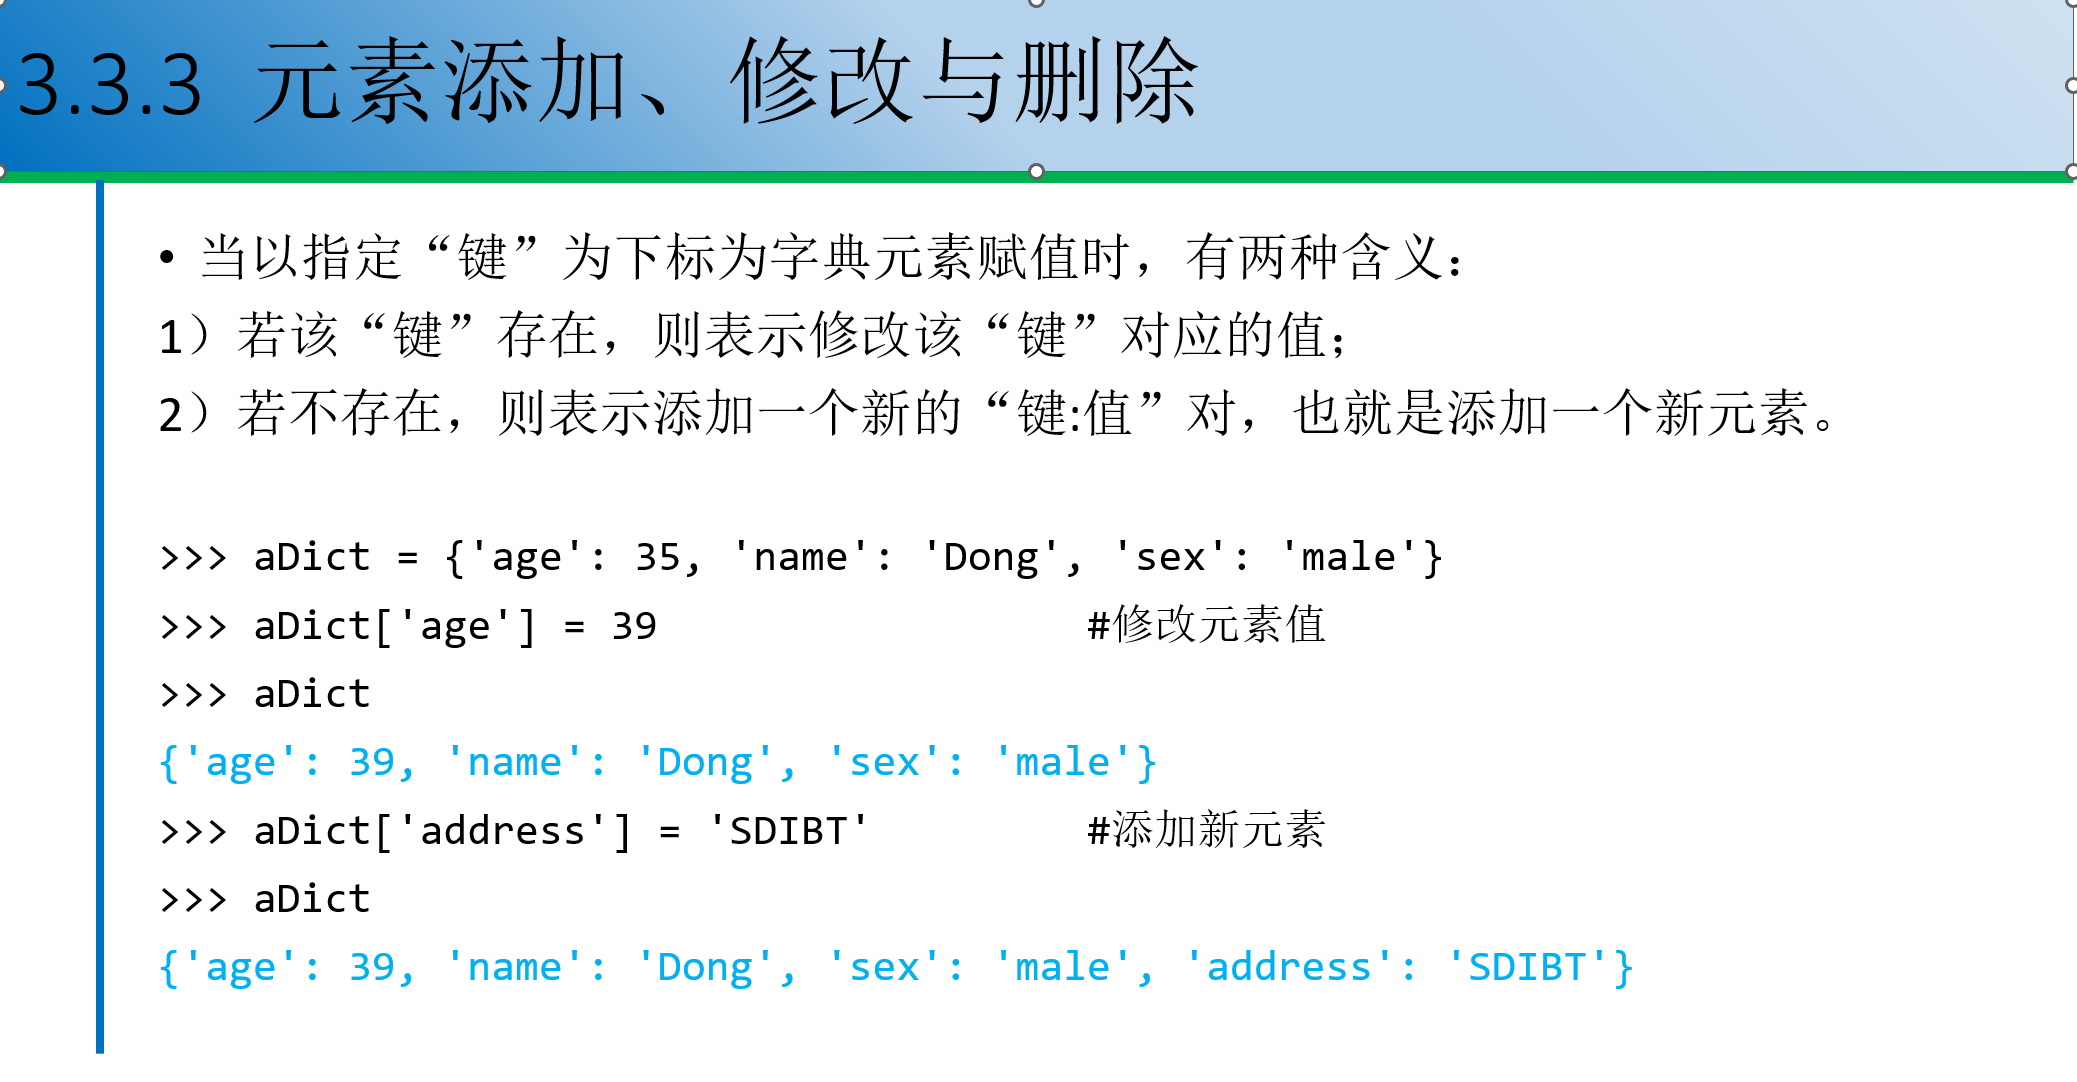 3.3.3 元素添加、修改与删除
• 当以指定“键”为下标为字典元素赋值时，有两种含义：
1）若该“键”存在，则表示修改该“键”对应的值；
2）若不存在，则表示添加一个新的“键:值”对，也就是添加一个新元素。
>>> aDict = {'age': 35, 'name': 'Dong', 'sex': 'male'}
>>> aDict['age'] = 39 #修改元素值
>>> aDict
{'age': 39, 'name': 'Dong', 'sex': 'male'}
>>> aDict['address'] = 'SDIBT' #添加新元素
>>> aDict
{'age': 39, 'name': 'Dong', 'sex': 'male', 'address': 'SDIBT'}